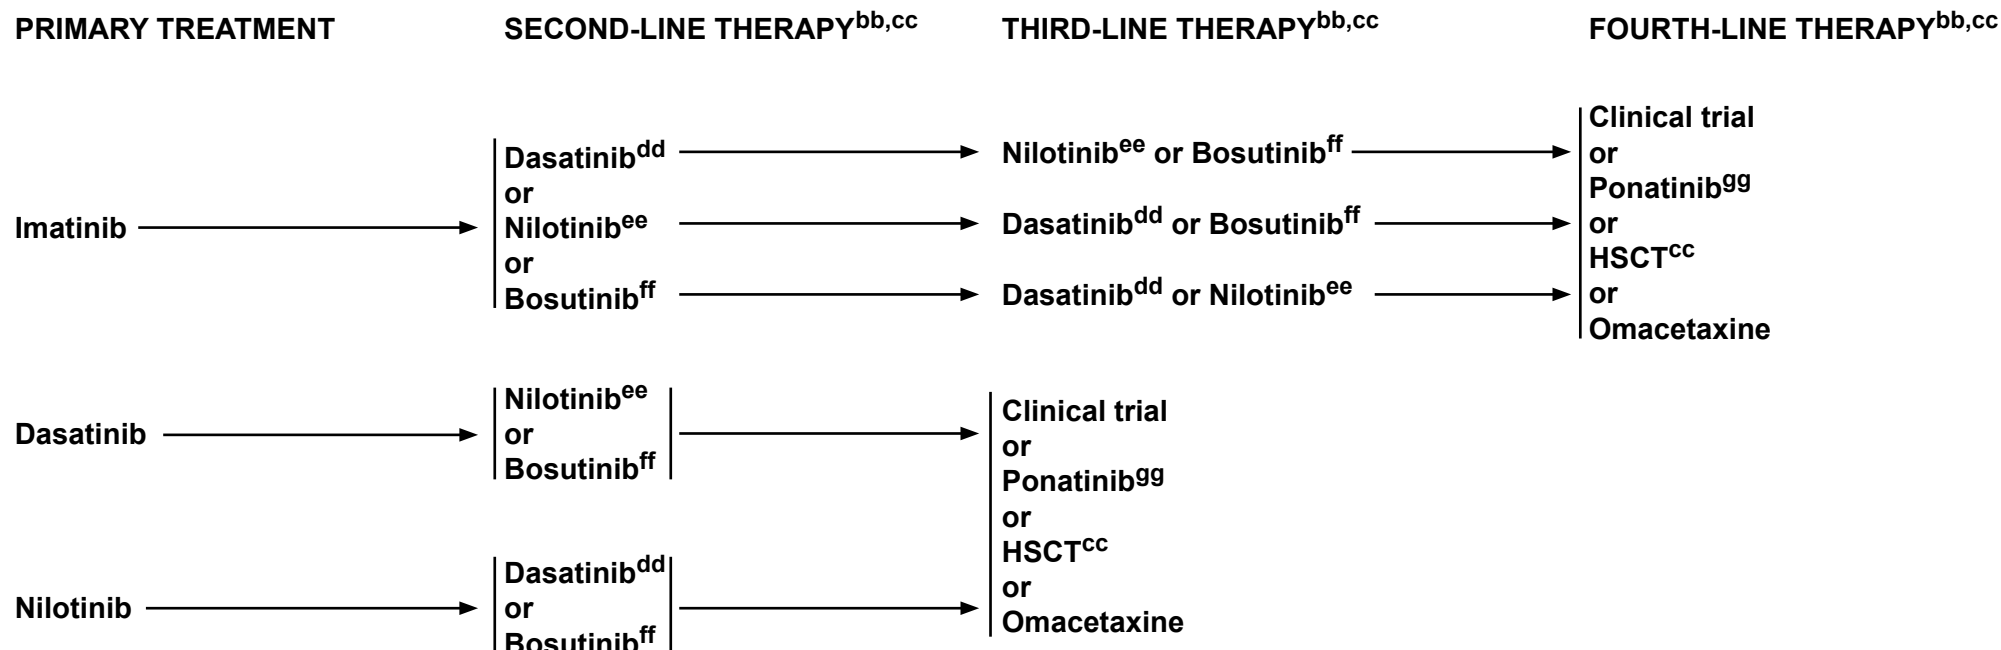 PRIMARY TREATMENT
SECOND-LINE THERAPYbb,cc
THIRD-LINE THERAPYbb,cc
FOURTH-LINE THERAPYbb,cc
Imatinib
Dasatinibdd
or
Nilotinibee
or
Bosutinibff
Nilotinibee or Bosutinibff
Dasatinibdd or Bosutinibff
Dasatinibdd or Nilotinibee
Clinical trial
or
Ponatinibgg
or
HSCTcc
or
Omacetaxine
Dasatinib
Nilotinibee
or
Bosutinibff
Nilotinib
Dasatinibdd
or
Bosutinibff
Clinical trial
or
Ponatinibgg
or
HSCTcc
or
Omacetaxine